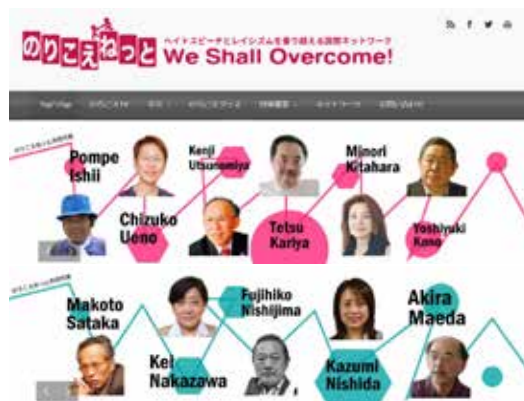 のりこえねっと
ヘイトスピーチとレイシズムを乗り越える国際ネットワーク
We Shall Overcome!
Pompe
Ishii
Chizuko
Ueno
Kenji
Utsunomiya
Tetsu
Kariya
Minori
Kitahara
Yoshiyuki
Kono
Makoto
Sataka
Kei
Nakazawa
Fujihiko
Nishijima
Kazumi
Nishida
Akira
Maeda